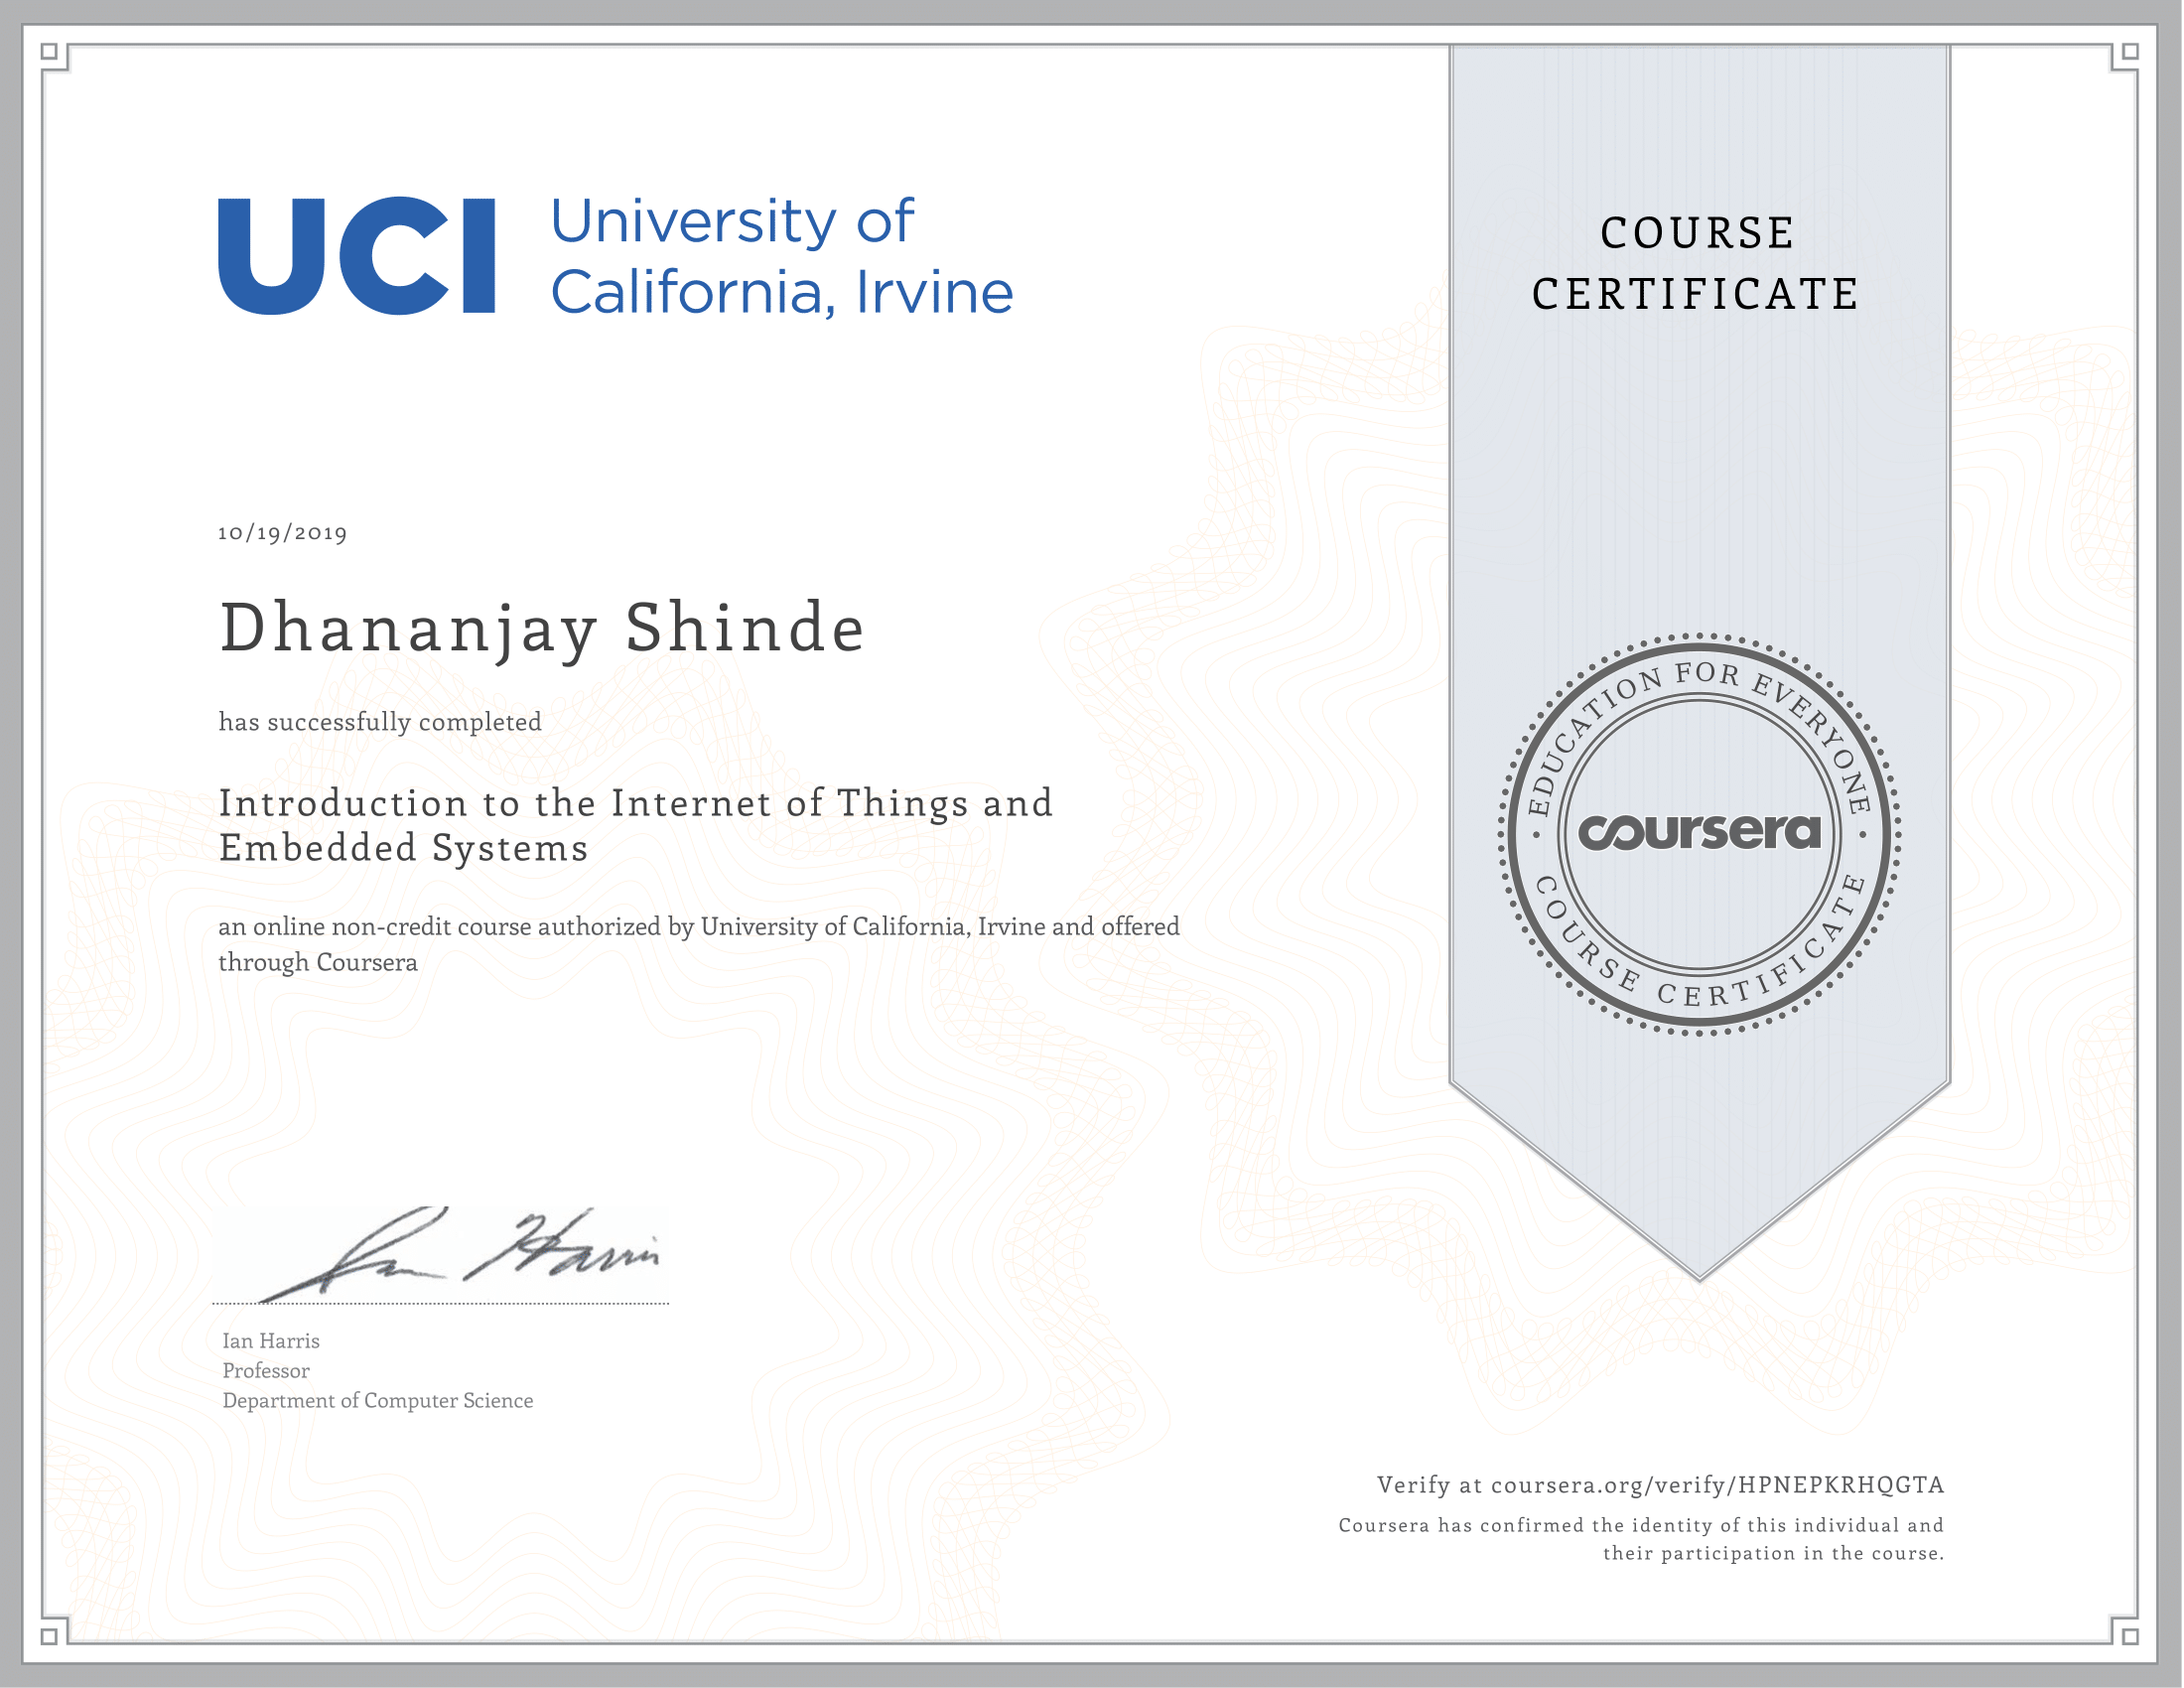 UCI
University of
California, Irvine
COURSE
CERTIFICATE
10/19/2019
Dhananjay Shinde
has successfully completed
Introduction to the Internet of Things and
Embedded Systems
an online non-credit course authorized by University of California, Irvine and offered
through Coursera
EDUCATION FOR EVERYONE
coursera
COURSE CERTIFICATE
Ian Harris
Ian Harris
Professor
Department of Computer Science
Verify at coursera.org/verify/HPNEPKRHQGTA
Coursera has confirmed the identity of this individual and
their participation in the course.